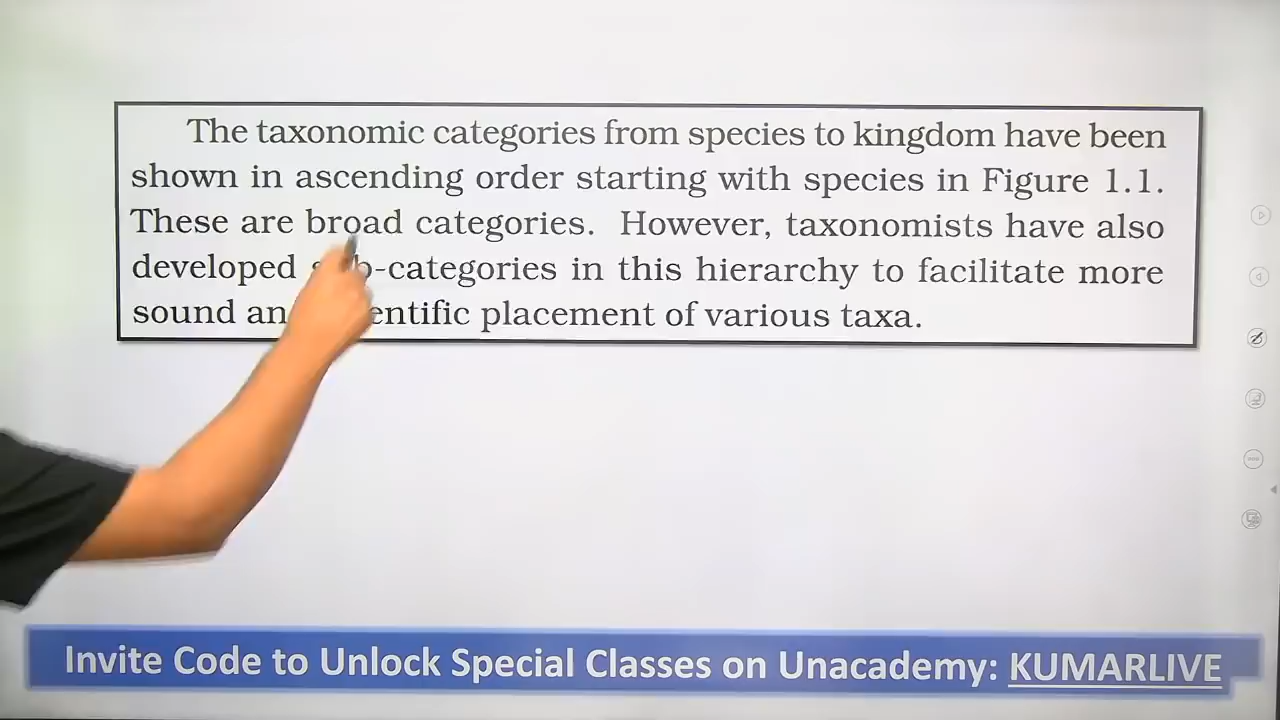 The taxonomic categories from species to kingdom have been
shown in ascending order starting with species in Figure 1.1.
These are broad categories. However, taxonomists have also
developed -categories in this hierarchy to facilitate more
sound placement of various taxa.
Invite Code to Unlock Special Classes on Unacademy: KUMARLIVE